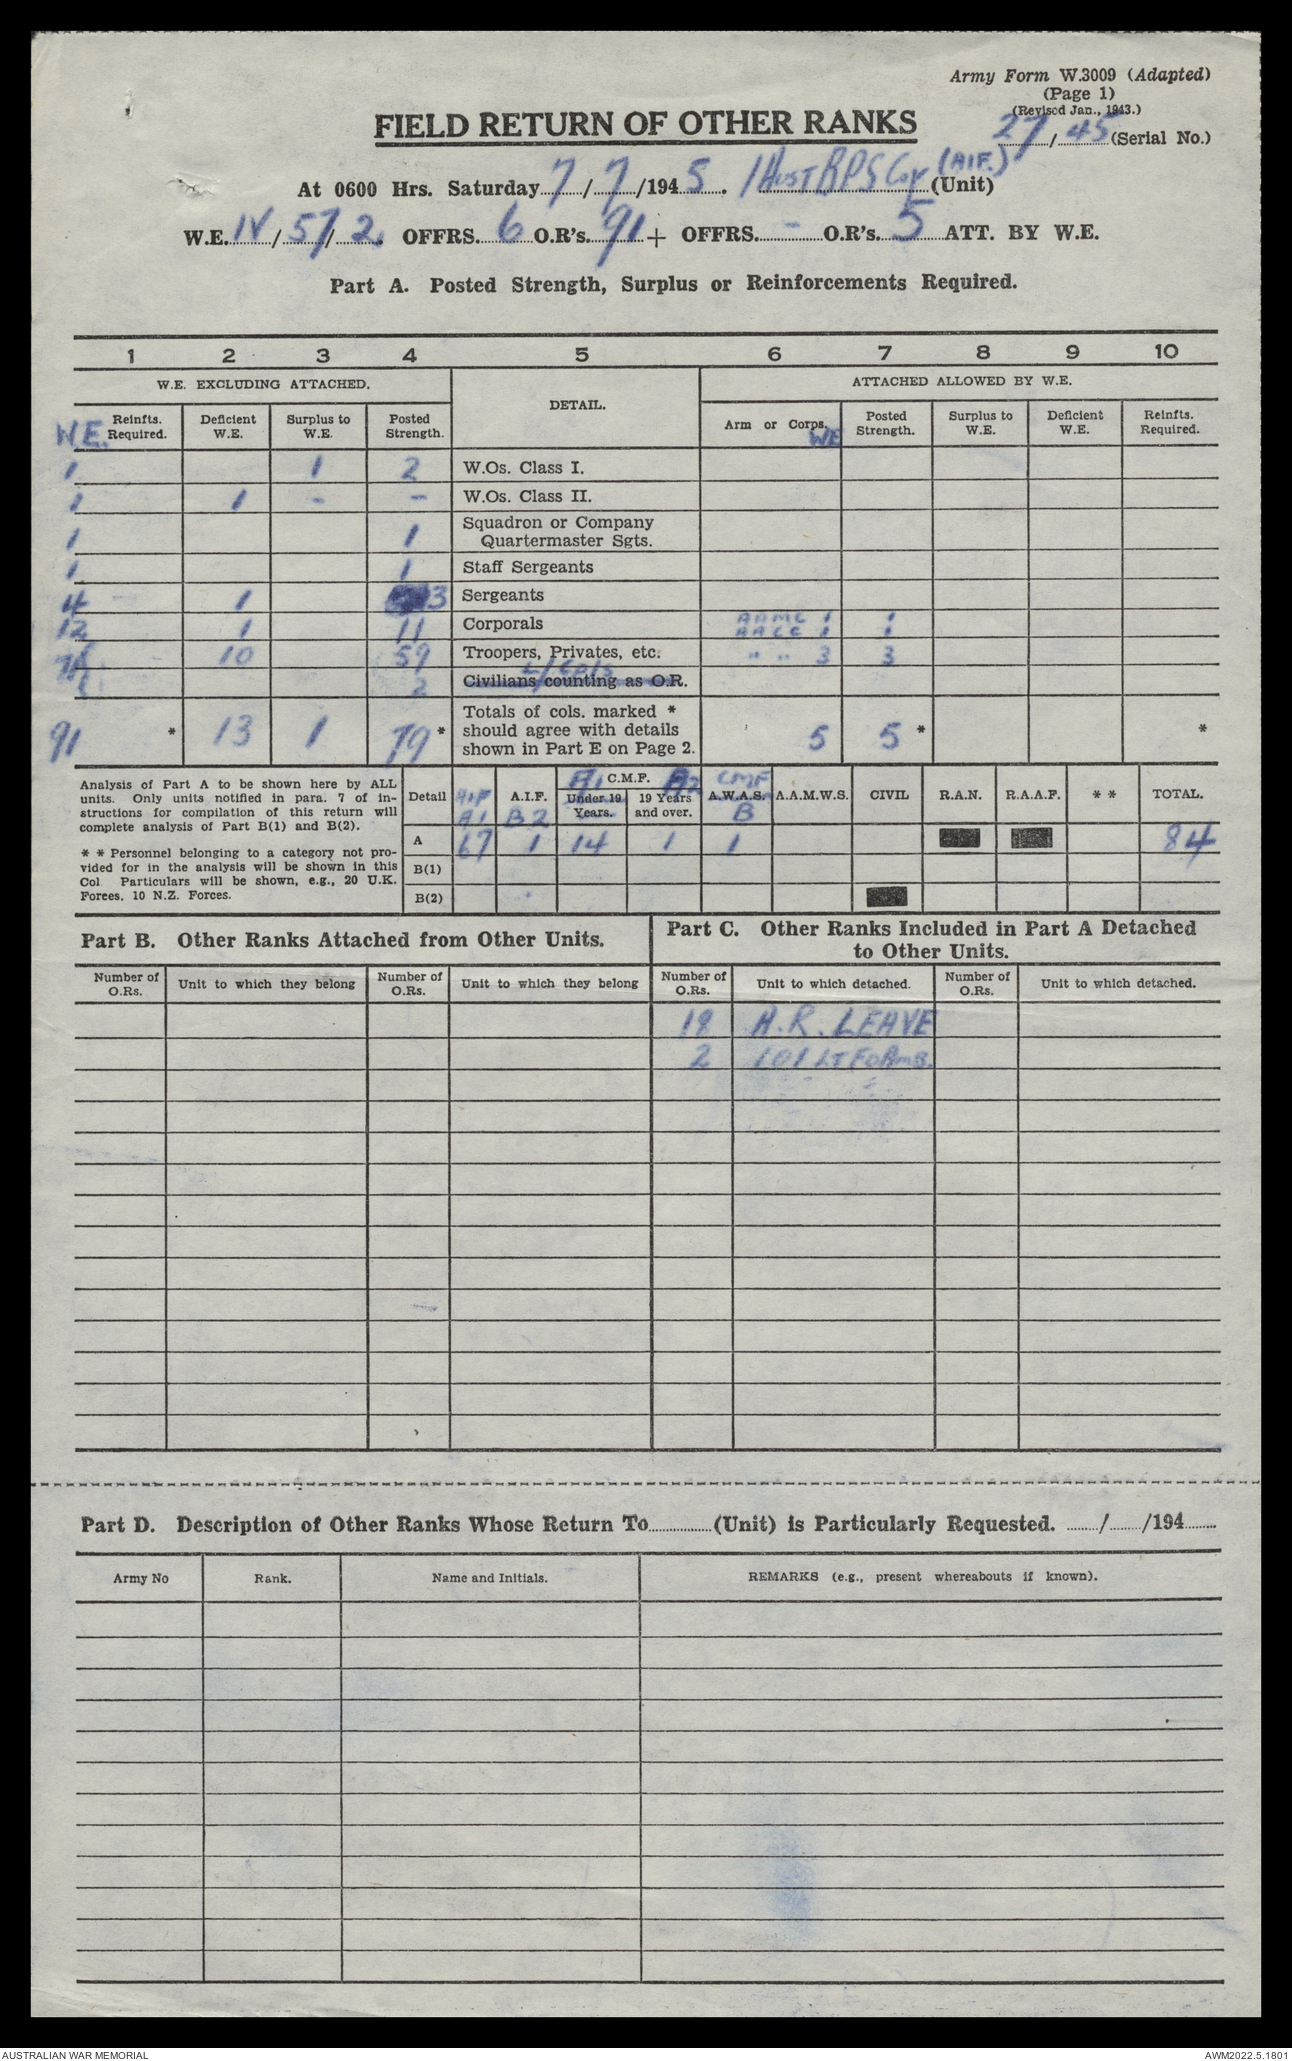 Army Form W.3009 (Adapted)
(Page 1)
(Revised Jan., 1943.)
FIELD RETURN OF OTHER RANKS
27/45 (Serial No.)
At 0600 Hrs. Saturday 7/7/1945. 1 Aust BPS Coy (AIF.) (Unit)
W.E. IV/57/2. OFFRS. 6 O.R's. 91 + OFFRS. - O.R's. 5 ATT. BY W.E.
Part A. Posted Strength, Surplus or Reinforcements Required.
1 2 3 4 5 6 7 8 9 10
W.E. EXCLUDING ATTACHED. DETAIL. ATTACHED ALLOWED BY W.E.
W.E. Reinfts. Required. Deficient W.E. Surplus to W.E. Posted Strength. Arm or Corps. WE Posted Strength. Surplus to W.E. Deficient W.E. Reinfts. Required.
1 1 2 W.Os. Class I.
1 1 - - W.Os. Class II.
1 1 Squadron or Company Quartermaster Sgts.
1 1 Staff Sergeants
4 1 3 Sergeants
12 1 11 Corporals AAMC 1 1
AACC 1 1
10 59 Troopers, Privates, etc. " " 3 3
2 L/Cpls Civilians counting as O.R.
91 * 13 1 79 * Totals of cols. marked * should agree with details shown in Part E on Page 2. 5 5 * *
Analysis of Part A to be shown here by ALL units. Only units notified in para. 7 of instructions for compilation of this return will complete analysis of Part B(1) and B(2).
* * Personnel belonging to a category not provided for in the analysis will be shown in this Col Particulars will be shown, e.g., 20 U.K. Forces, 10 N.Z. Forces.
Detail AIF A1 A.I.F. B2 C.M.F. A1 Under 19 Years. A2 19 Years and over. CMF A.W.A.S. B A.A.M.W.S. CIVIL R.A.N. R.A.A.F. * * TOTAL.
A 67 1 14 1 1 84
B(1)
B(2)
Part B. Other Ranks Attached from Other Units.
Part C. Other Ranks Included in Part A Detached to Other Units.
Number of O.Rs. Unit to which they belong Number of O.Rs. Unit to which they belong Number of O.Rs. Unit to which detached. Number of O.Rs. Unit to which detached.
18 A.R. LEAVE
2 101 LT FD Amb.
Part D. Description of Other Ranks Whose Return To (Unit) is Particularly Requested. / /194
Army No Rank. Name and Initials. REMARKS (e.g., present whereabouts if known).
AUSTRALIAN WAR MEMORIAL
AWM2022.5.1801